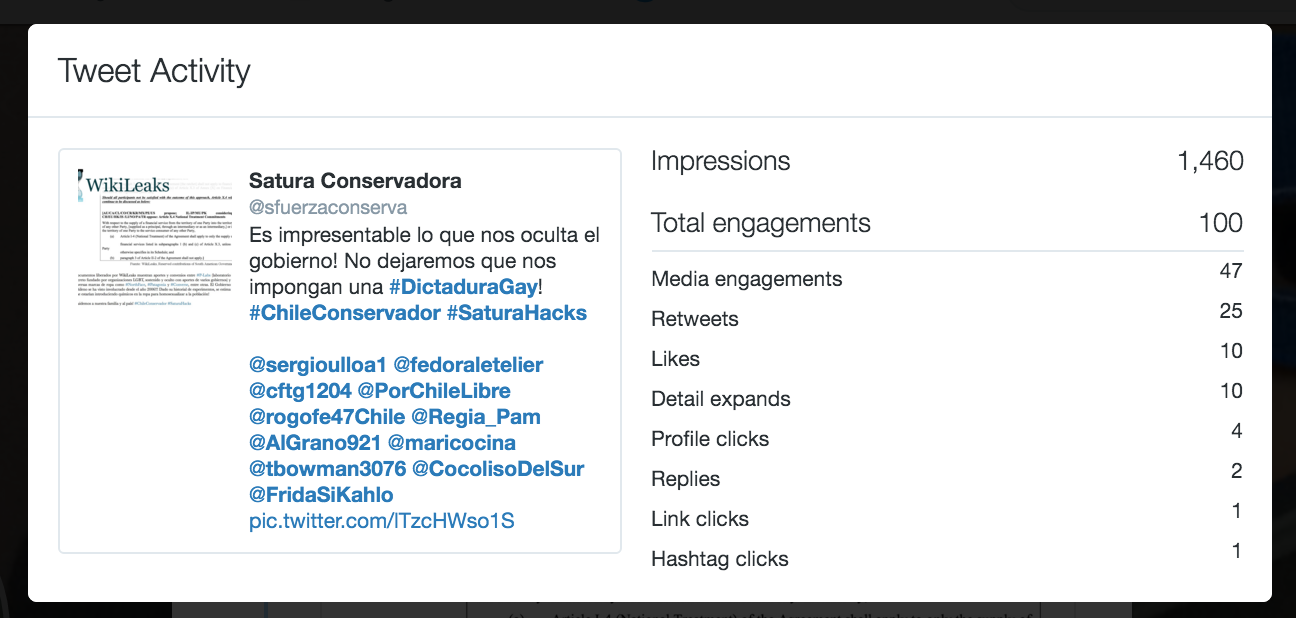 Tweet Activity
WikiLeaks
Satura Conservadora
@sfuerzaconserva
Es impresentable lo que nos oculta el
gobierno! No dejaremos que nos
impongan una #DictaduraGay!
#ChileConservador #SaturaHacks
@sergioulloa1 @fedoraletelier
@cftg1204 @PorChileLibre
@rogofe47Chile @Regia_Pam
@AlGrano921 @maricocina
@tbowman3076 @CocolisoDelSur
@FridaSiKahlo
pic.twitter.com/lTzcHWso1S
Impressions 1,460
Total engagements 100
Media engagements 47
Retweets 25
Likes 10
Detail expands 10
Profile clicks 4
Replies 2
Link clicks 1
Hashtag clicks 1